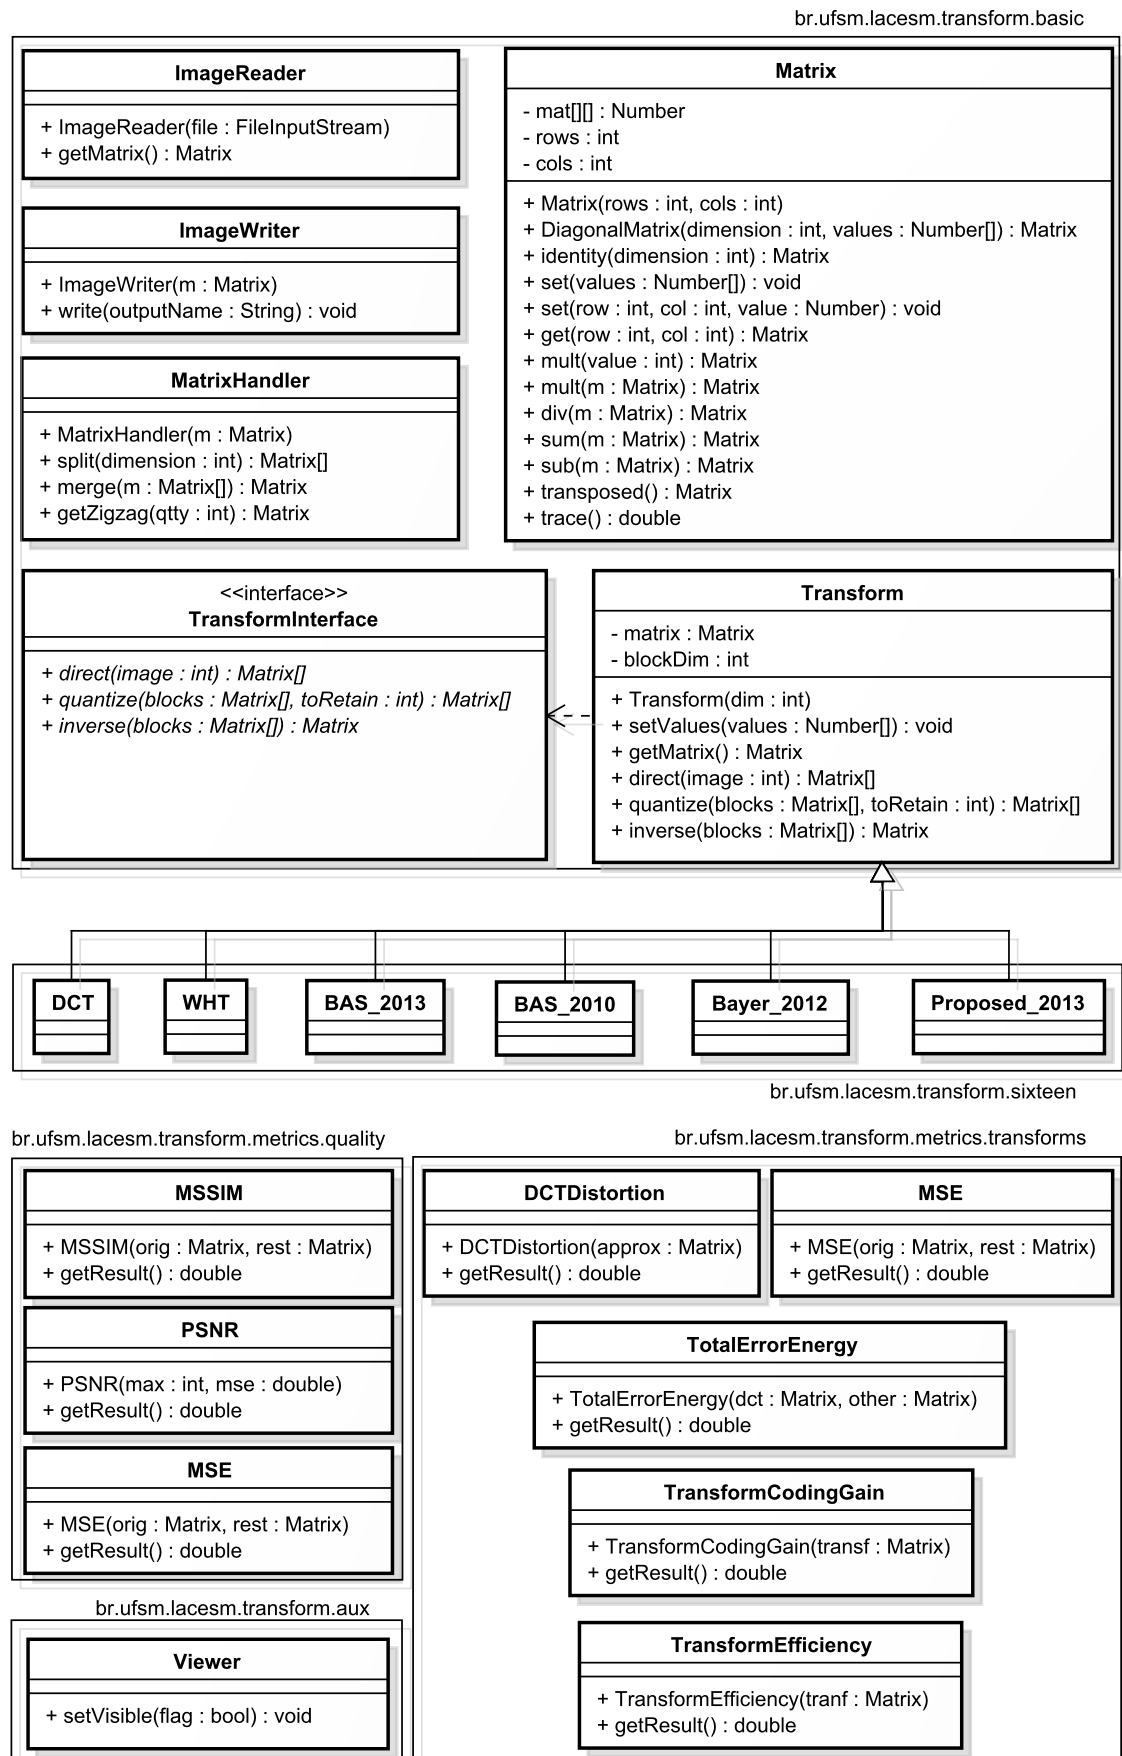 br.ufsm.lacesm.transform.basic
ImageReader
+ ImageReader(file : FileInputStream)
+ getMatrix() : Matrix
ImageWriter
+ ImageWriter(m : Matrix)
+ write(outputName : String) : void
MatrixHandler
+ MatrixHandler(m : Matrix)
+ split(dimension : int) : Matrix[]
+ merge(m : Matrix[]) : Matrix
+ getZigzag(qtty : int) : Matrix
Matrix
- mat[][] : Number
- rows : int
- cols : int
+ Matrix(rows : int, cols : int)
+ DiagonalMatrix(dimension : int, values : Number[]) : Matrix
+ identity(dimension : int) : Matrix
+ set(values : Number[]) : void
+ set(row : int, col : int, value : Number) : void
+ get(row : int, col : int) : Matrix
+ mult(value : int) : Matrix
+ mult(m : Matrix) : Matrix
+ div(m : Matrix) : Matrix
+ sum(m : Matrix) : Matrix
+ sub(m : Matrix) : Matrix
+ transposed() : Matrix
+ trace() : double
<<interface>>
TransformInterface
+ direct(image : int) : Matrix[]
+ quantize(blocks : Matrix[], toRetain : int) : Matrix[]
+ inverse(blocks : Matrix[]) : Matrix
Transform
- matrix : Matrix
- blockDim : int
+ Transform(dim : int)
+ setValues(values : Number[]) : void
+ getMatrix() : Matrix
+ direct(image : int) : Matrix[]
+ quantize(blocks : Matrix[], toRetain : int) : Matrix[]
+ inverse(blocks : Matrix[]) : Matrix
DCT
WHT
BAS_2013
BAS_2010
Bayer_2012
Proposed_2013
br.ufsm.lacesm.transform.sixteen
br.ufsm.lacesm.transform.metrics.quality
MSSIM
+ MSSIM(orig : Matrix, rest : Matrix)
+ getResult() : double
PSNR
+ PSNR(max : int, mse : double)
+ getResult() : double
MSE
+ MSE(orig : Matrix, rest : Matrix)
+ getResult() : double
br.ufsm.lacesm.transform.aux
Viewer
+ setVisible(flag : bool) : void
br.ufsm.lacesm.transform.metrics.transforms
DCTDistortion
+ DCTDistortion(approx : Matrix)
+ getResult() : double
MSE
+ MSE(orig : Matrix, rest : Matrix)
+ getResult() : double
TotalErrorEnergy
+ TotalErrorEnergy(dct : Matrix, other : Matrix)
+ getResult() : double
TransformCodingGain
+ TransformCodingGain(transf : Matrix)
+ getResult() : double
TransformEfficiency
+ TransformEfficiency(tranf : Matrix)
+ getResult() : double